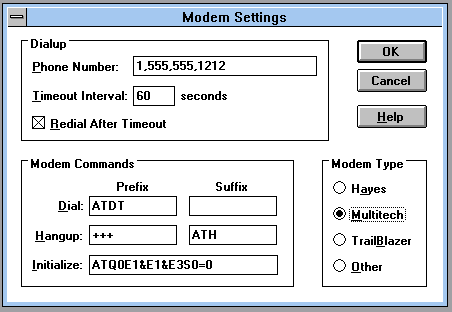 Modem Settings
Dialup
Phone Number: 1,555,555,1212
Timeout Interval: 60 seconds
Redial After Timeout
OK
Cancel
Help
Modem Commands
Prefix Suffix
Dial: ATDT
Hangup: +++ ATH
Initialize: ATQ0E1&E1&E3S0=0
Modem Type
Hayes
Multitech
TrailBlazer
Other